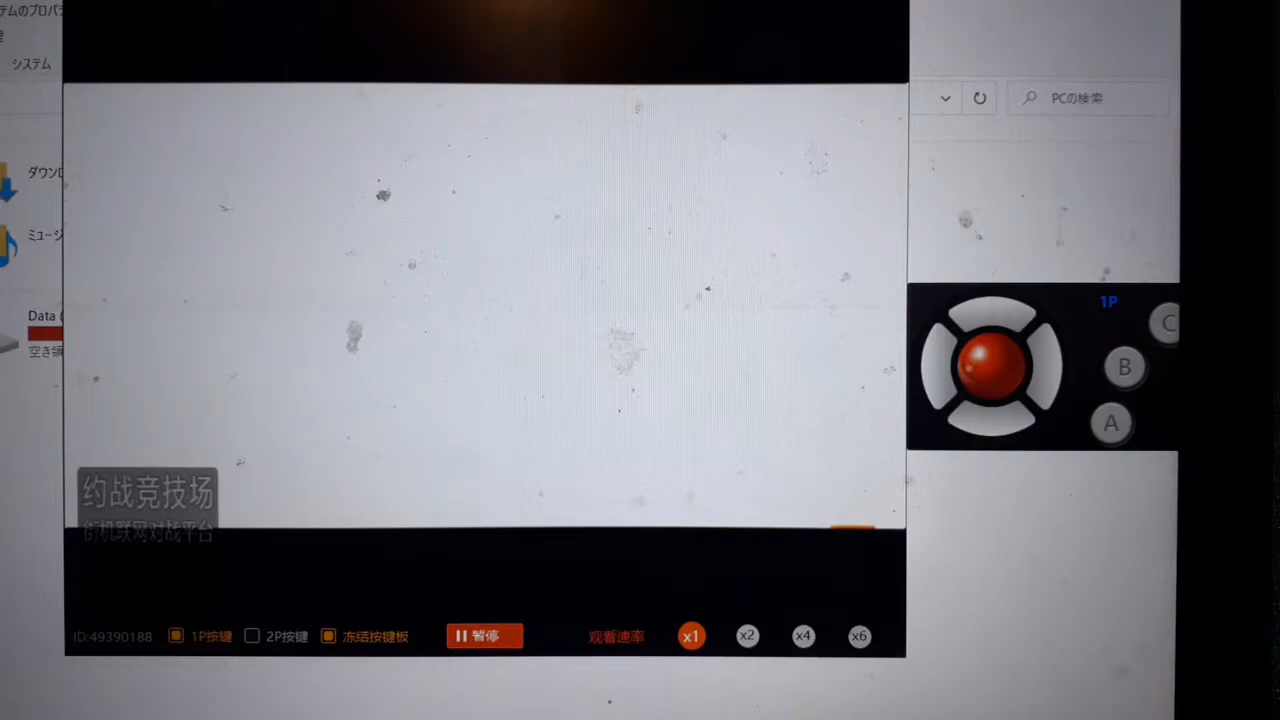 テムのプロパテ
システム
PCの検索
ダウンロ
ミュージ
1P
C
Data (
B
空き領
A
约战竞技场
街机联网对战平台
ID:49390188 1P按键 2P按键 冻结按键板 暂停 观看速率 x1 x2 x4 x6